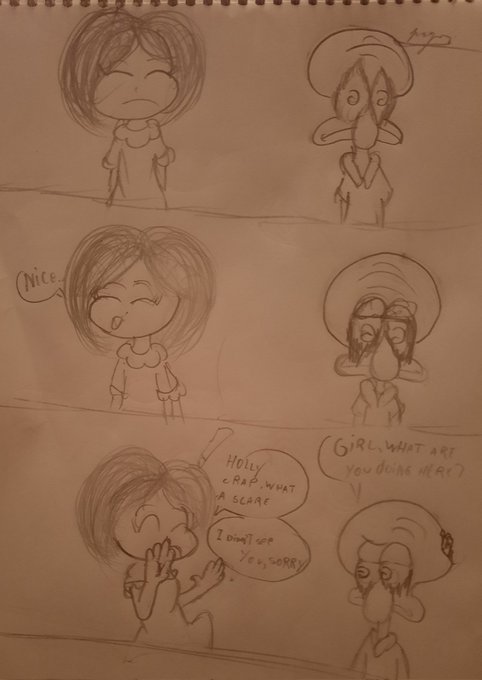 Nice..
HOLLY
CRAP, WHAT
A SCARE
I Didn'T see
You, SORRY
GIRL, WHAT ARE
YOU DOING HERE?